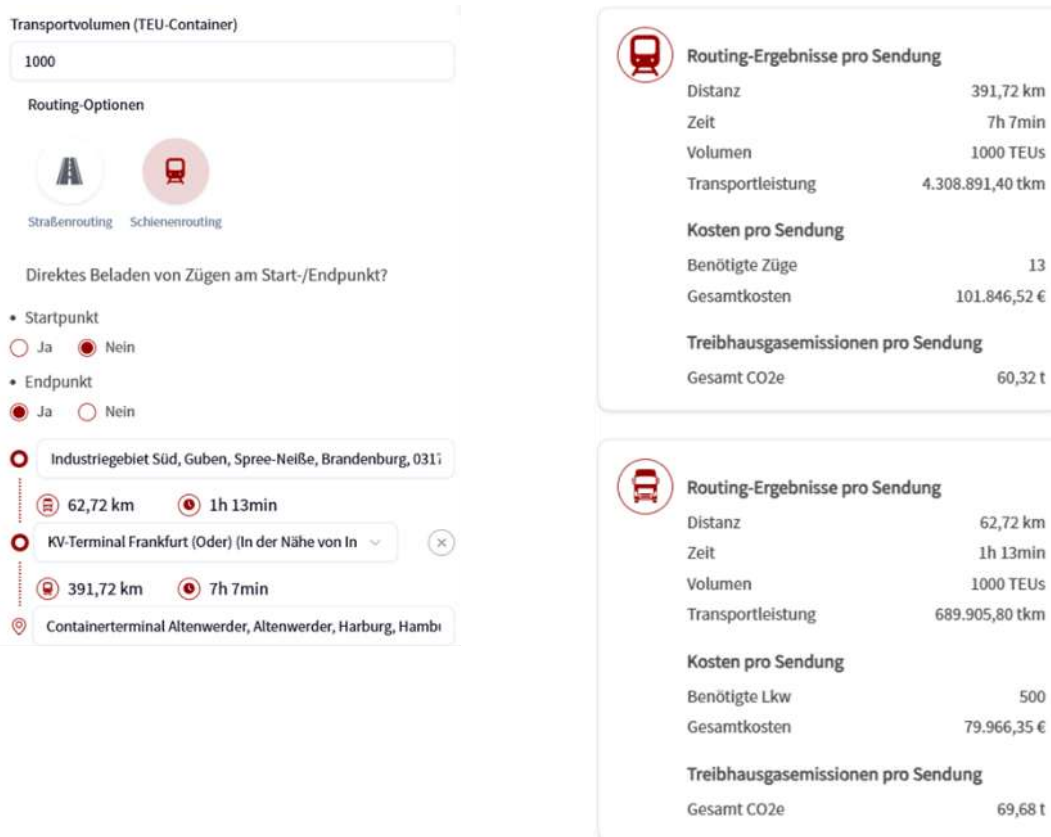 Transportvolumen (TEU-Container)
1000
Routing-Optionen
Straßenrouting Schienenrouting
Direktes Beladen von Zügen am Start-/Endpunkt?
• Startpunkt
Ja Nein
• Endpunkt
Ja Nein
Industriegebiet Süd, Guben, Spree-Neiße, Brandenburg,
62,72 km 1h 13min
KV-Terminal Frankfurt (Oder) (In der Nähe von In
391,72 km 7h 7min
Containerterminal Altenwerder, Altenwerder, Harburg,
Routing-Ergebnisse pro Sendung
Distanz 391,72 km
Zeit 7h 7min
Volumen 1000 TEUs
Transportleistung 4.308.891,40 tkm
Kosten pro Sendung
Benötigte Züge 13
Gesamtkosten 101.846,52 €
Treibhausgasemissionen pro Sendung
Gesamt CO2e 60,32 t
Routing-Ergebnisse pro Sendung
Distanz 62,72 km
Zeit 1h 13min
Volumen 1000 TEUs
Transportleistung 689.905,80 tkm
Kosten pro Sendung
Benötigte Lkw 500
Gesamtkosten 79.966,35 €
Treibhausgasemissionen pro Sendung
Gesamt CO2e 69,68 t